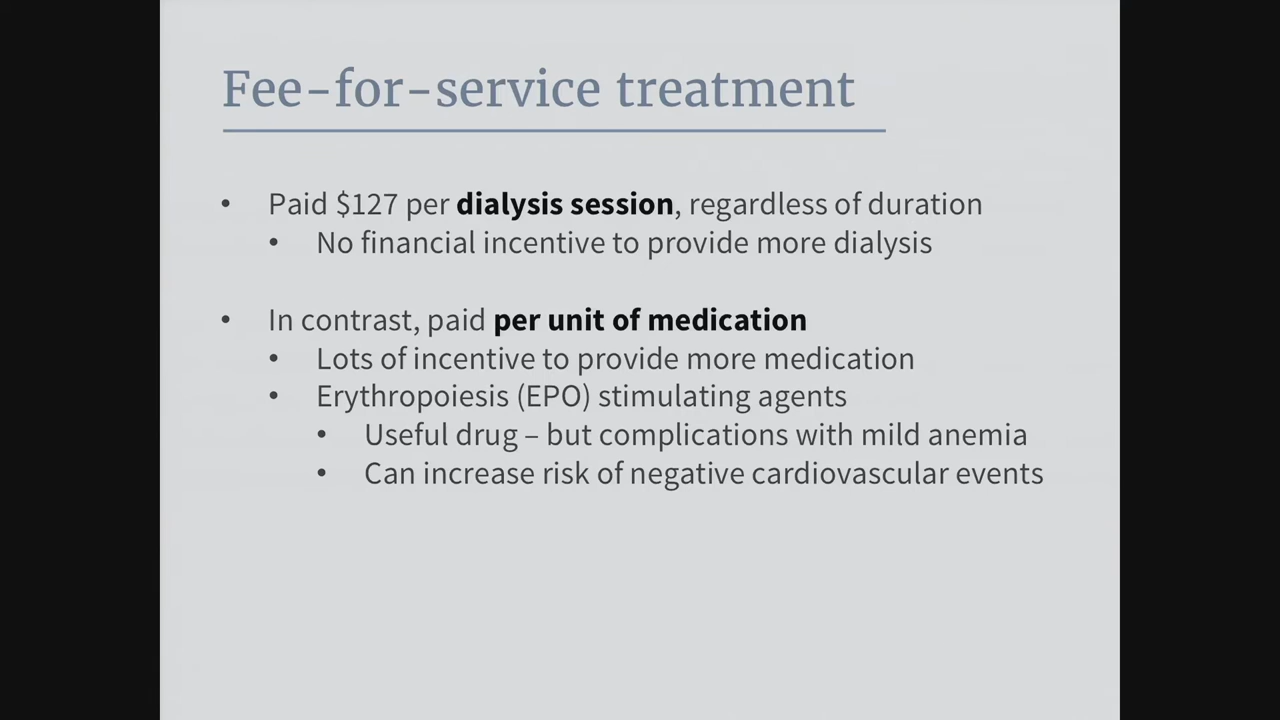 Fee-for-service treatment
• Paid $127 per dialysis session, regardless of duration
• No financial incentive to provide more dialysis
• In contrast, paid per unit of medication
• Lots of incentive to provide more medication
• Erythropoiesis (EPO) stimulating agents
• Useful drug – but complications with mild anemia
• Can increase risk of negative cardiovascular events